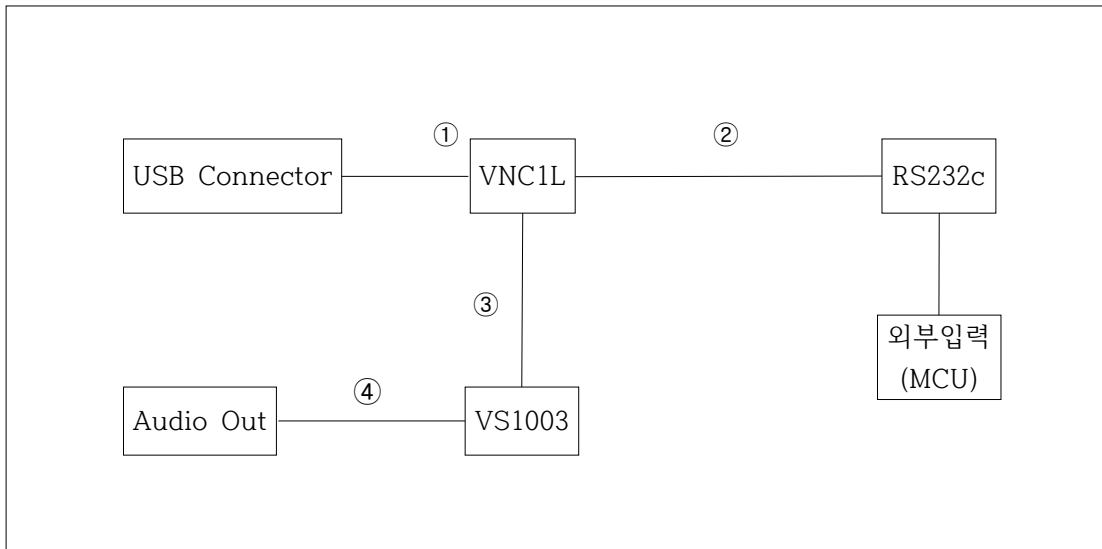 ①
②
USB Connector
VNC1L
RS232c
③
외부입력
(MCU)
④
Audio Out
VS1003